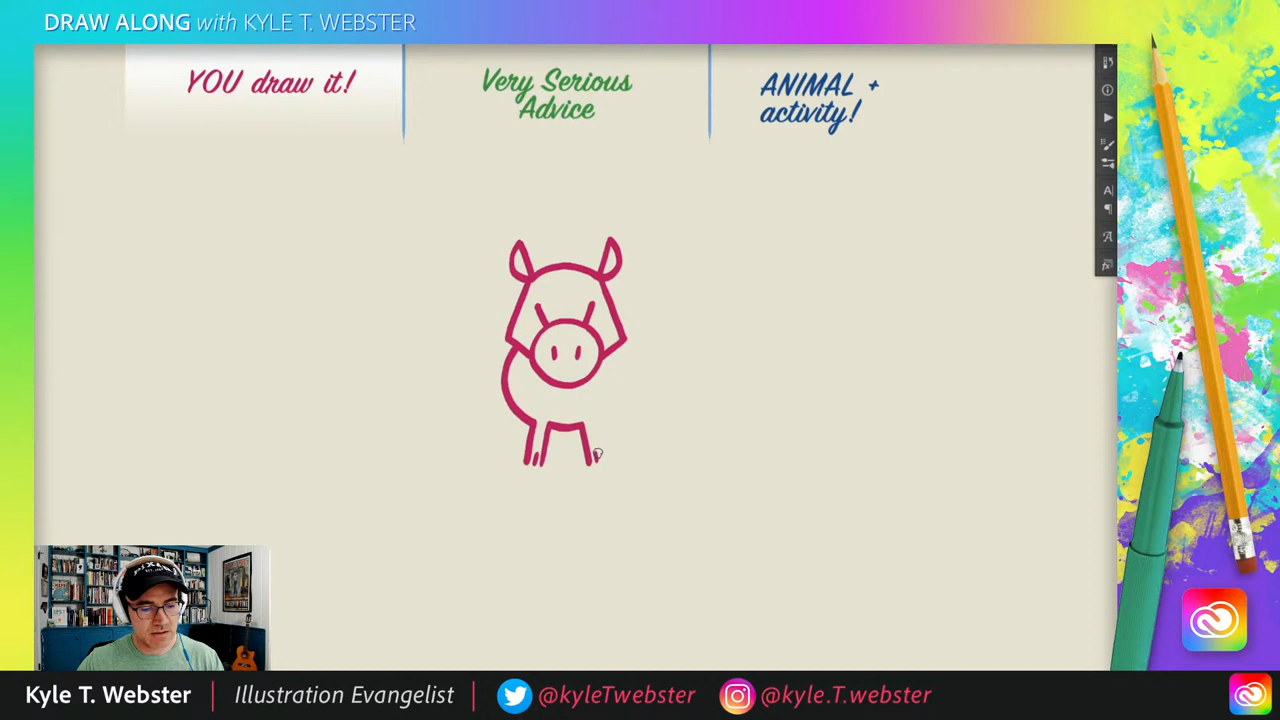 DRAW ALONG with KYLE T. WEBSTER
YOU draw it!
Very Serious
Advice
ANIMAL +
activity!
Kyle T. Webster | Illustration Evangelist @kyleTwebster | @kyle.T.webster